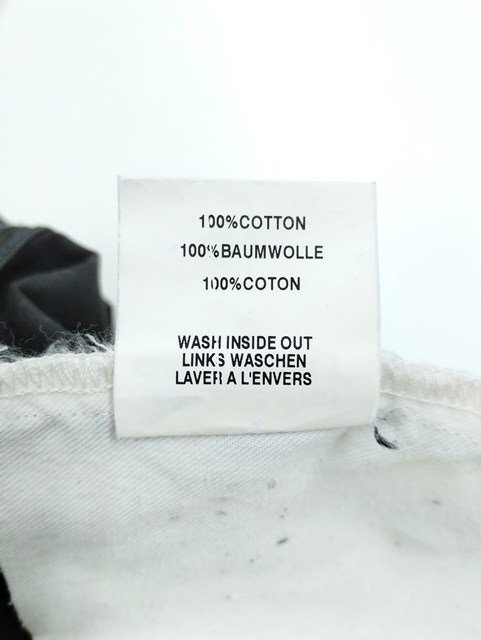 100%COTTON
100%BAUMWOLLE
100%COTON
WASH INSIDE OUT
LINKS WASCHEN
LAVER A L'ENVERS